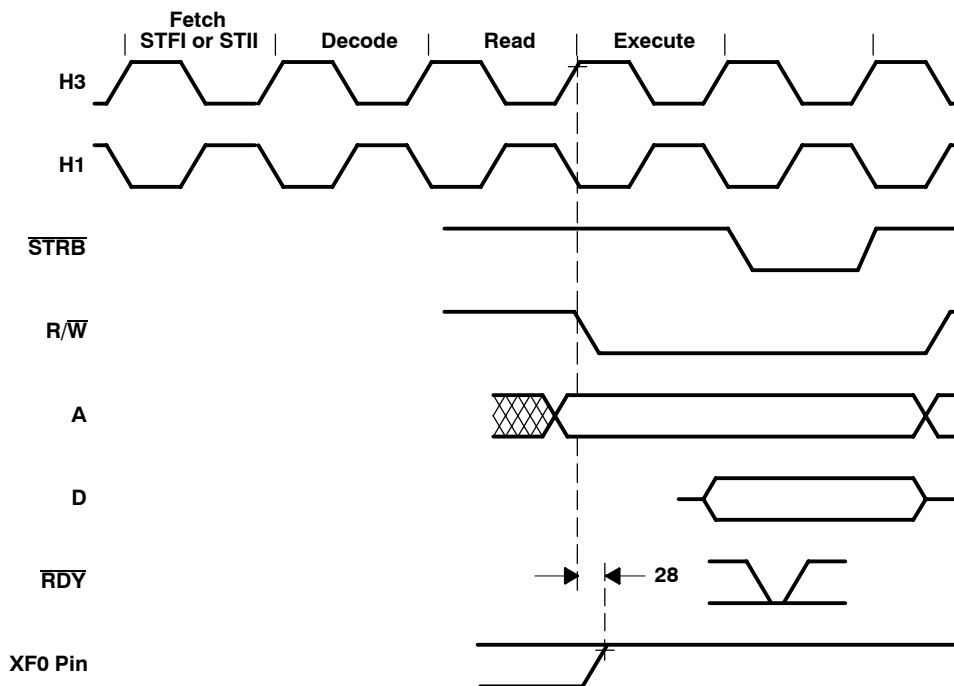 Fetch
STFI or STII
Decode
Read
Execute
H3
H1
STRB
R/W
A
D
RDY
28
XF0 Pin